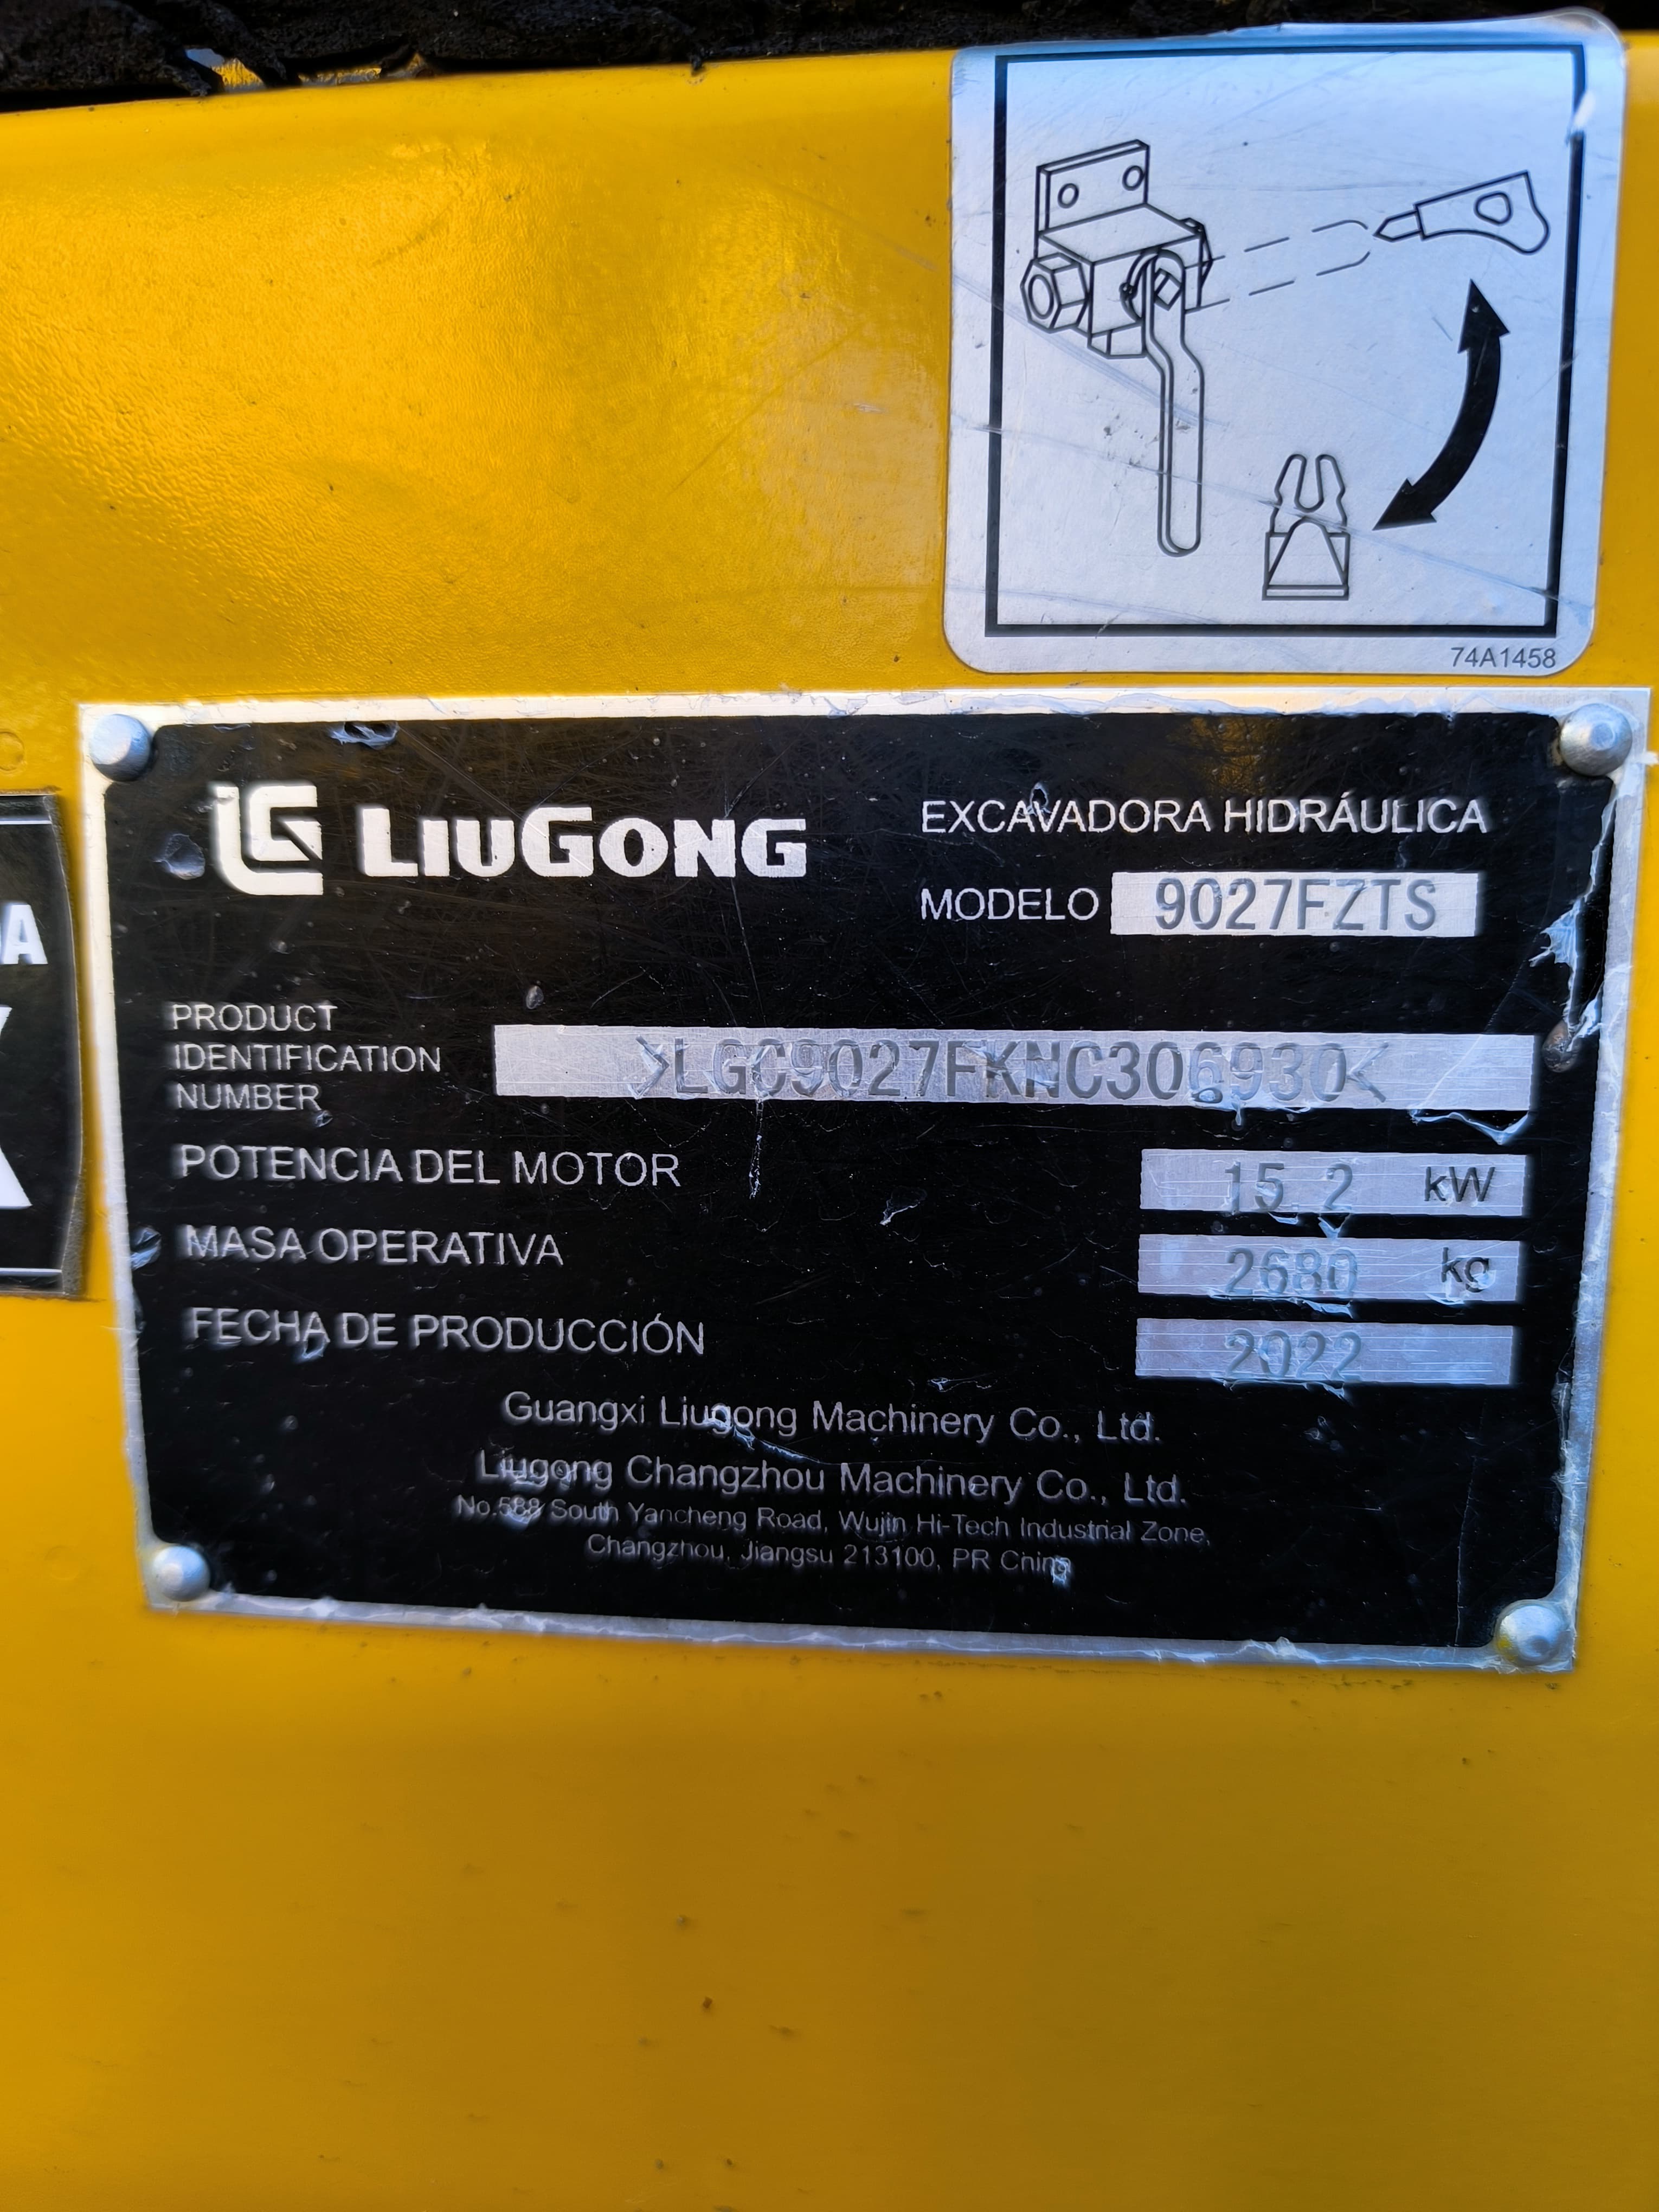 74A1458
LIUGONG
EXCAVADORA HIDRÁULICA
MODELO 9027FZTS
PRODUCT
IDENTIFICATION
NUMBER
>LGC9027FKNC306930<
POTENCIA DEL MOTOR 15.2 kW
MASA OPERATIVA 2680 kg
FECHA DE PRODUCCIÓN 2022
Guangxi Liugong Machinery Co., Ltd.
Liugong Changzhou Machinery Co., Ltd.
No.588 South Yancheng Road, Wujin Hi-Tech Industrial Zone,
Changzhou, Jiangsu 213100, PR China